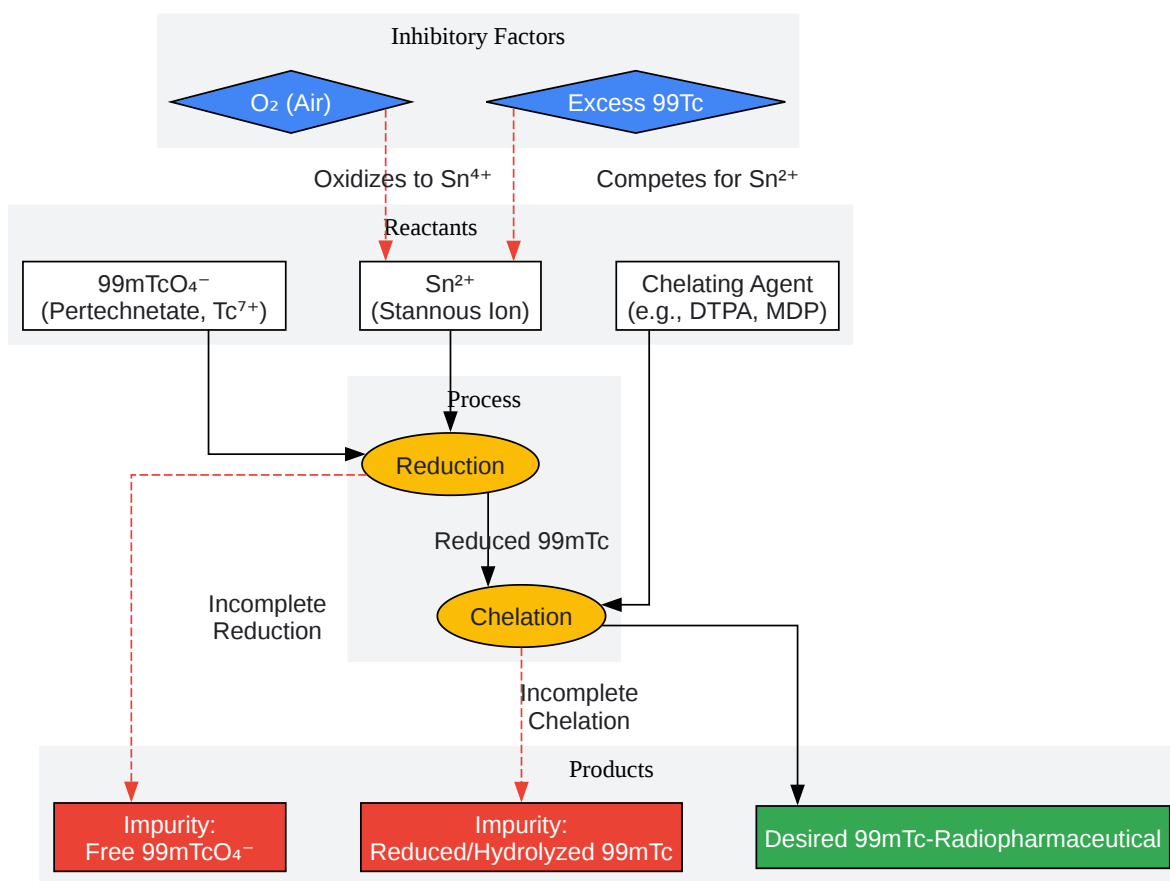 Inhibitory Factors
O₂ (Air)
Excess 99Tc
Oxidizes to Sn⁴⁺
Competes for Sn²⁺
Reactants
99mTcO₄⁻
(Pertechnetate, Tc⁷⁺)
Sn²⁺
(Stannous Ion)
Chelating Agent
(e.g., DTPA, MDP)
Process
Reduction
Reduced 99mTc
Incomplete
Reduction
Chelation
Incomplete
Chelation
Products
Impurity:
Free 99mTcO₄⁻
Impurity:
Reduced/Hydrolyzed 99mTc
Desired 99mTc-Radiopharmaceutical